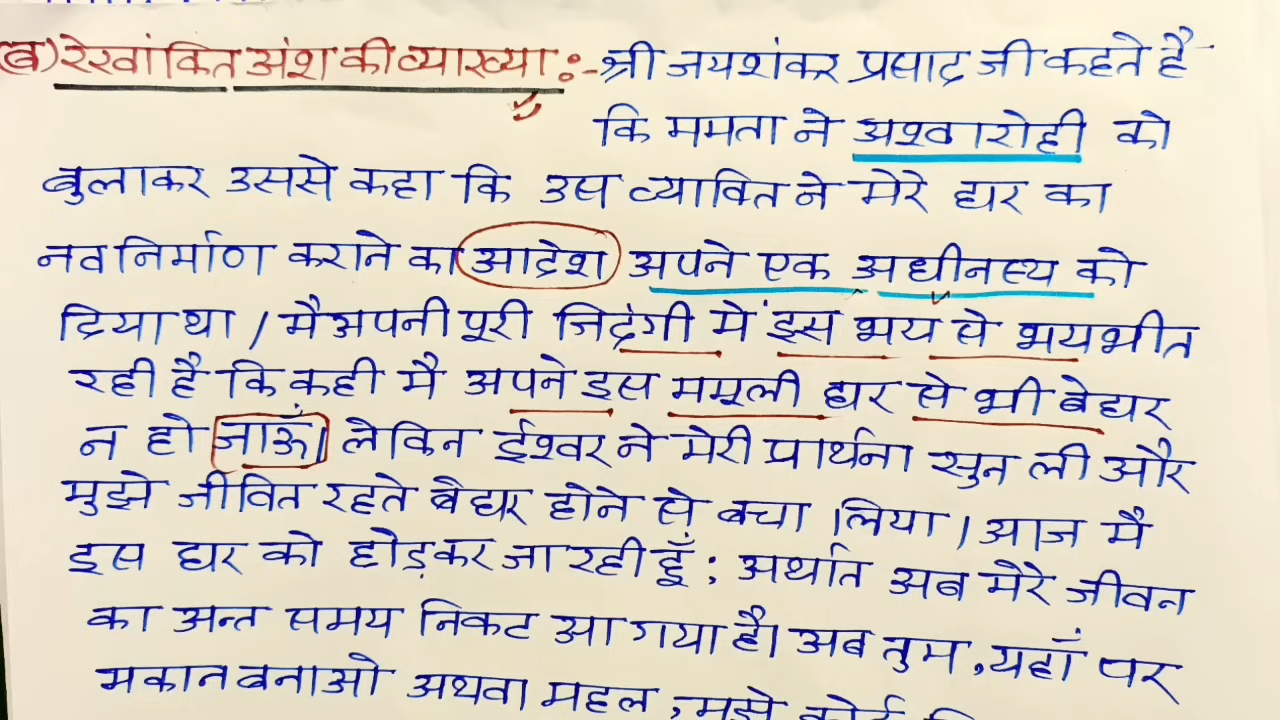 (ब) रेखांकित अंश की व्याख्या :- श्री जयशंकर प्रसाद जी कहते है
कि ममता ने अश्वारोही को
बुलाकर उससे कहा कि उस व्यक्ति ने मेरे घर का
नवनिर्माण कराने का आदेश अपने एक अधीनस्थ को
दिया था / मै अपनी पूरी जिदंगी में इस भय से भयभीत
रही है कि कही मै अपने इस ममूली घर से भी बेघर
न हो जाऊँ। लेकिन ईश्वर ने मेरी प्रार्थना सुन ली और
मुझे जीवित रहते बेघर होने से बचा लिया / आज मै
इस घर को छोड़कर जा रही हूँ ; अर्थात अब मेरे जीवन
का अन्त समय निकट आ गया है। अब तुम , यहाँ पर
मकान बनाओ अथवा महल , मुझे कोई